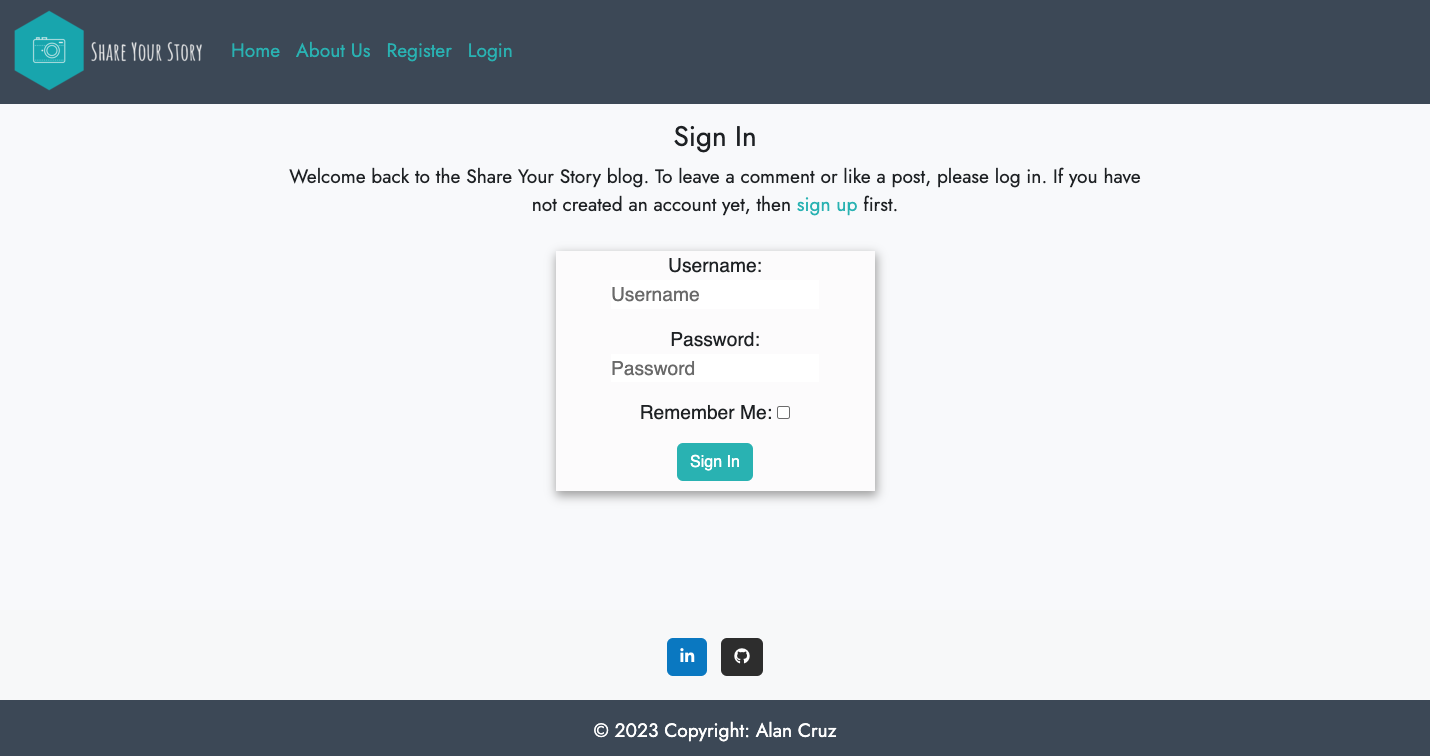 Share Your Story Home About Us Register Login
Sign In
Welcome back to the Share Your Story blog. To leave a comment or like a post, please log in. If you have
not created an account yet, then sign up first.
Username:
Username
Password:
Password
Remember Me:
Sign In
in
© 2023 Copyright: Alan Cruz